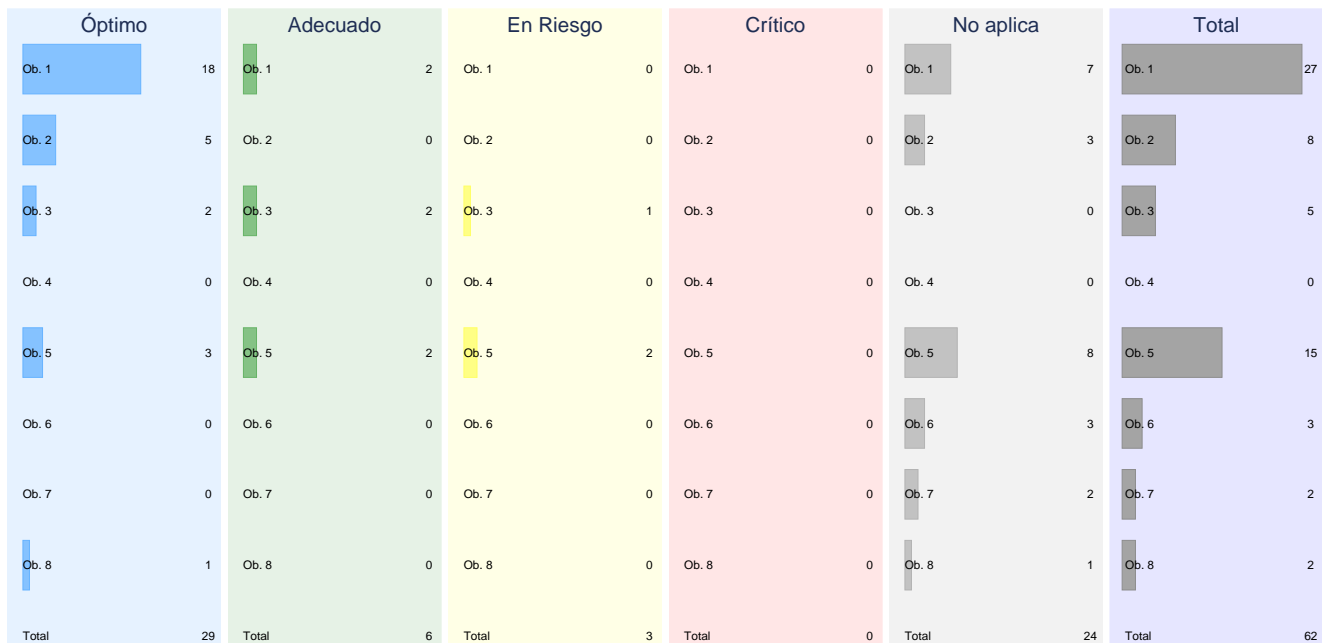 Óptimo Adecuado En Riesgo Crítico No aplica Total
Ob. 1 18 Ob. 1 2 Ob. 1 0 Ob. 1 0 Ob. 1 7 Ob. 1 27
Ob. 2 5 Ob. 2 0 Ob. 2 0 Ob. 2 0 Ob. 2 3 Ob. 2 8
Ob. 3 2 Ob. 3 2 Ob. 3 1 Ob. 3 0 Ob. 3 0 Ob. 3 5
Ob. 4 0 Ob. 4 0 Ob. 4 0 Ob. 4 0 Ob. 4 0 Ob. 4 0
Ob. 5 3 Ob. 5 2 Ob. 5 2 Ob. 5 0 Ob. 5 8 Ob. 5 15
Ob. 6 0 Ob. 6 0 Ob. 6 0 Ob. 6 0 Ob. 6 3 Ob. 6 3
Ob. 7 0 Ob. 7 0 Ob. 7 0 Ob. 7 0 Ob. 7 2 Ob. 7 2
Ob. 8 1 Ob. 8 0 Ob. 8 0 Ob. 8 0 Ob. 8 1 Ob. 8 2
Total 29 Total 6 Total 3 Total 0 Total 24 Total 62